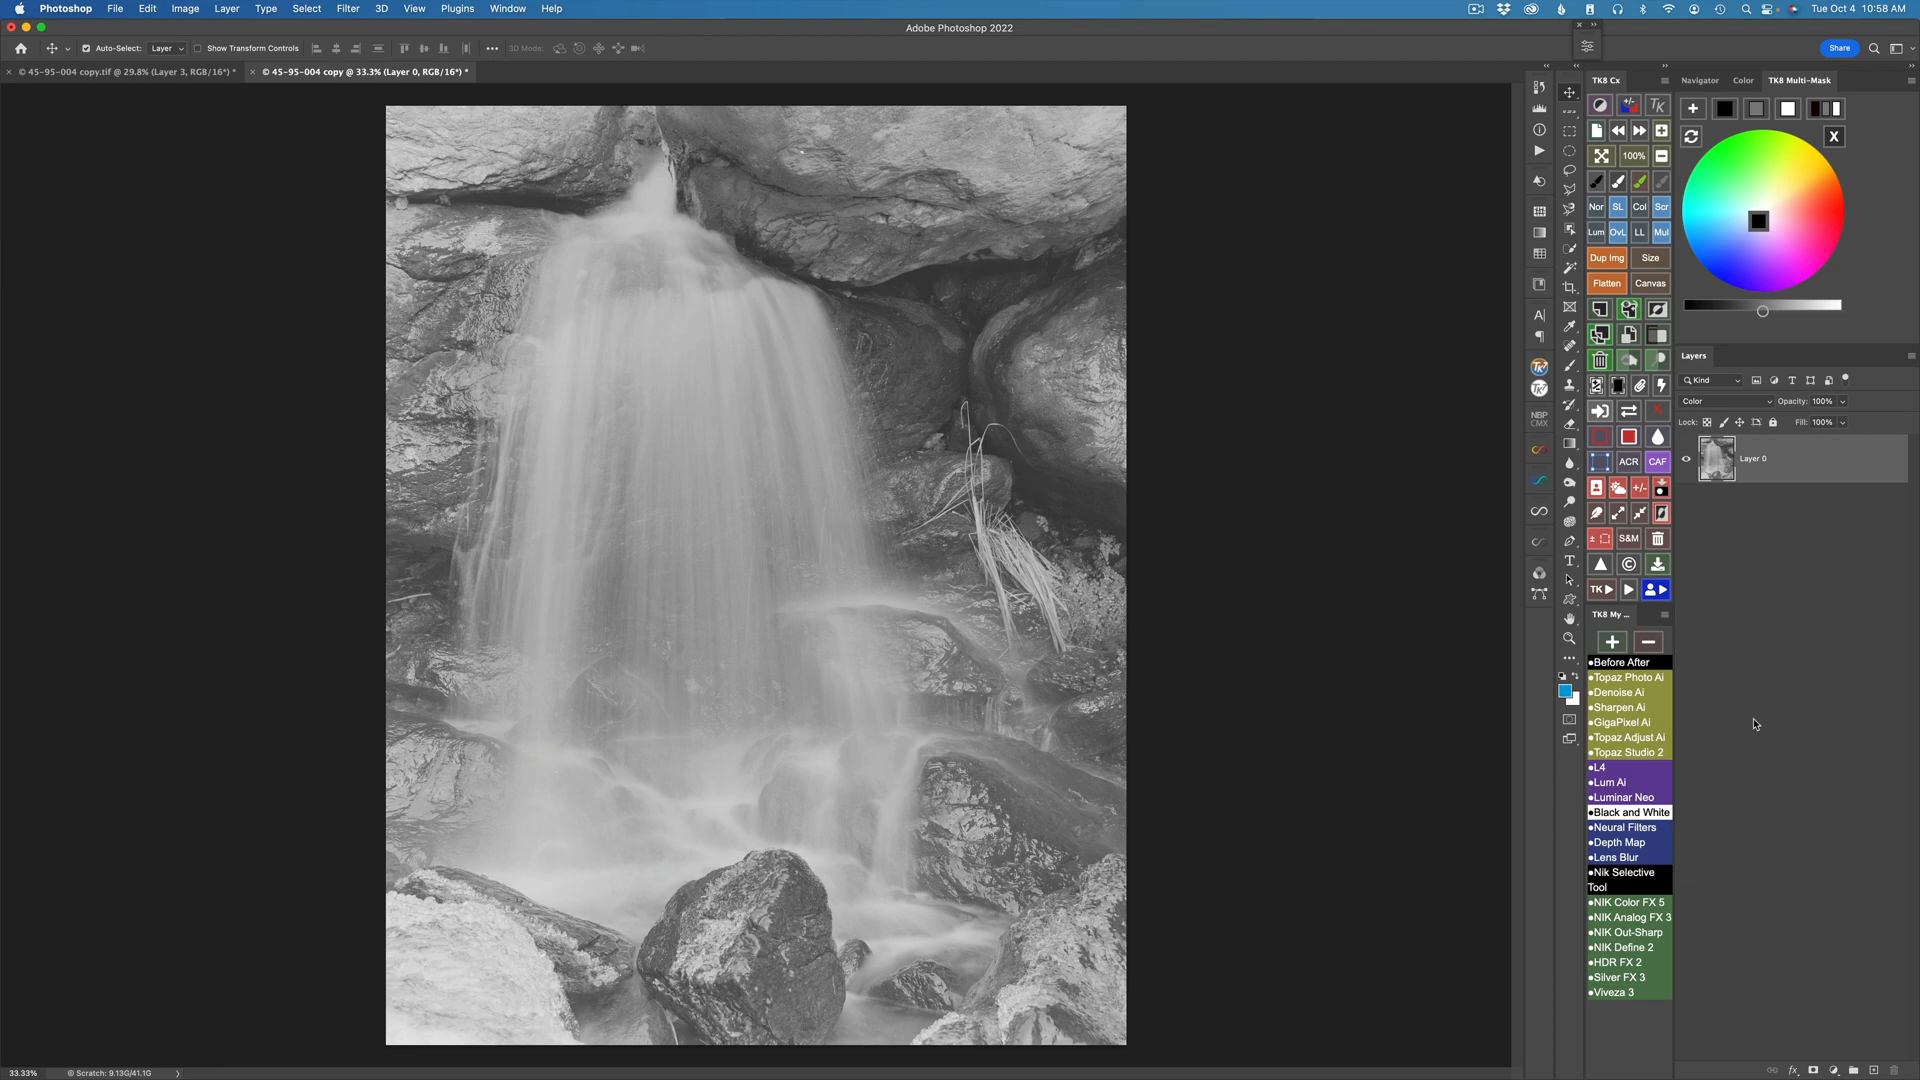 Photoshop File Edit Image Layer Type Select Filter 3D View Plugins Window Help Tue Oct 4 10:58 AM
Adobe Photoshop 2022
Auto-Select: Layer Show Transform Controls 3D Mode: Share
© 45-95-004 copy.tif @ 29.8% (Layer 3, RGB/16*) *
© 45-95-004 copy @ 33.3% (Layer 0, RGB/16*) *
TK8 Cx
100%
Nor SL Col Scr
Lum OvL LL Mul
Dup Img Size
Flatten Canvas
ACR CAF
+/-
S&M
TK
TK8 My ...
Before After
Topaz Photo Ai
Denoise Ai
Sharpen Ai
GigaPixel Ai
Topaz Adjust Ai
Topaz Studio 2
L4
Lum Ai
Luminar Neo
Black and White
Neural Filters
Depth Map
Lens Blur
Nik Selective
Tool
NIK Color FX 5
NIK Analog FX 3
NIK Out-Sharp
NIK Define 2
HDR FX 2
Silver FX 3
Viveza 3
NBP
CMX
Navigator Color TK8 Multi-Mask
X
Layers
Kind
Color Opacity: 100%
Lock: Fill: 100%
Layer 0
33.33% Scratch: 9.13G/41.1G